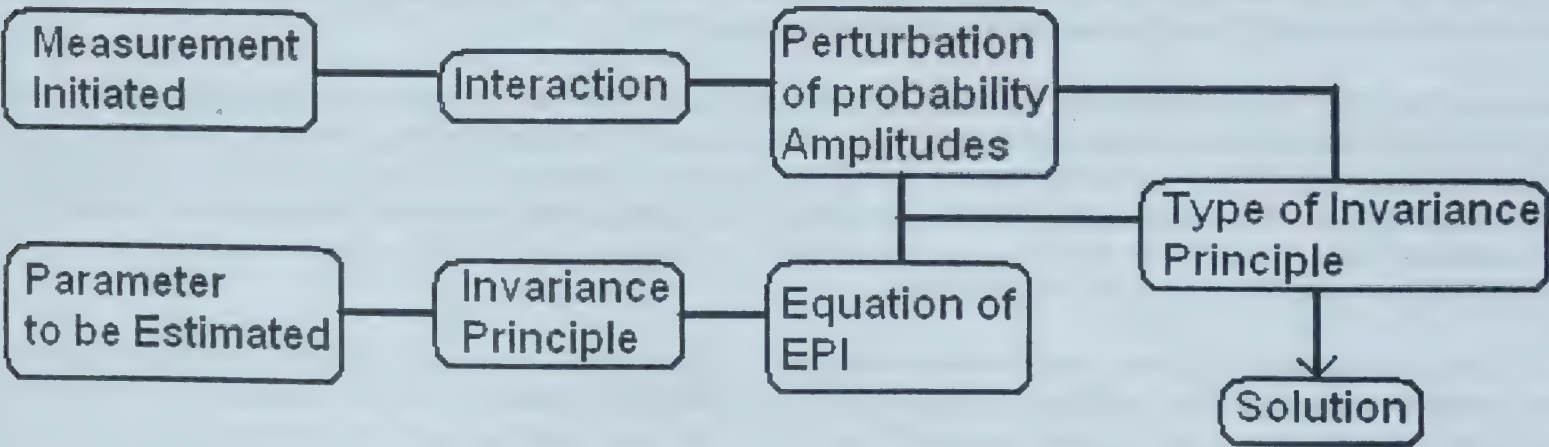 Measurement
Initiated
Interaction
Perturbation
of probability
Amplitudes
Type of Invariance
Principle
Parameter
to be Estimated
Invariance
Principle
Equation of
EPI
Solution